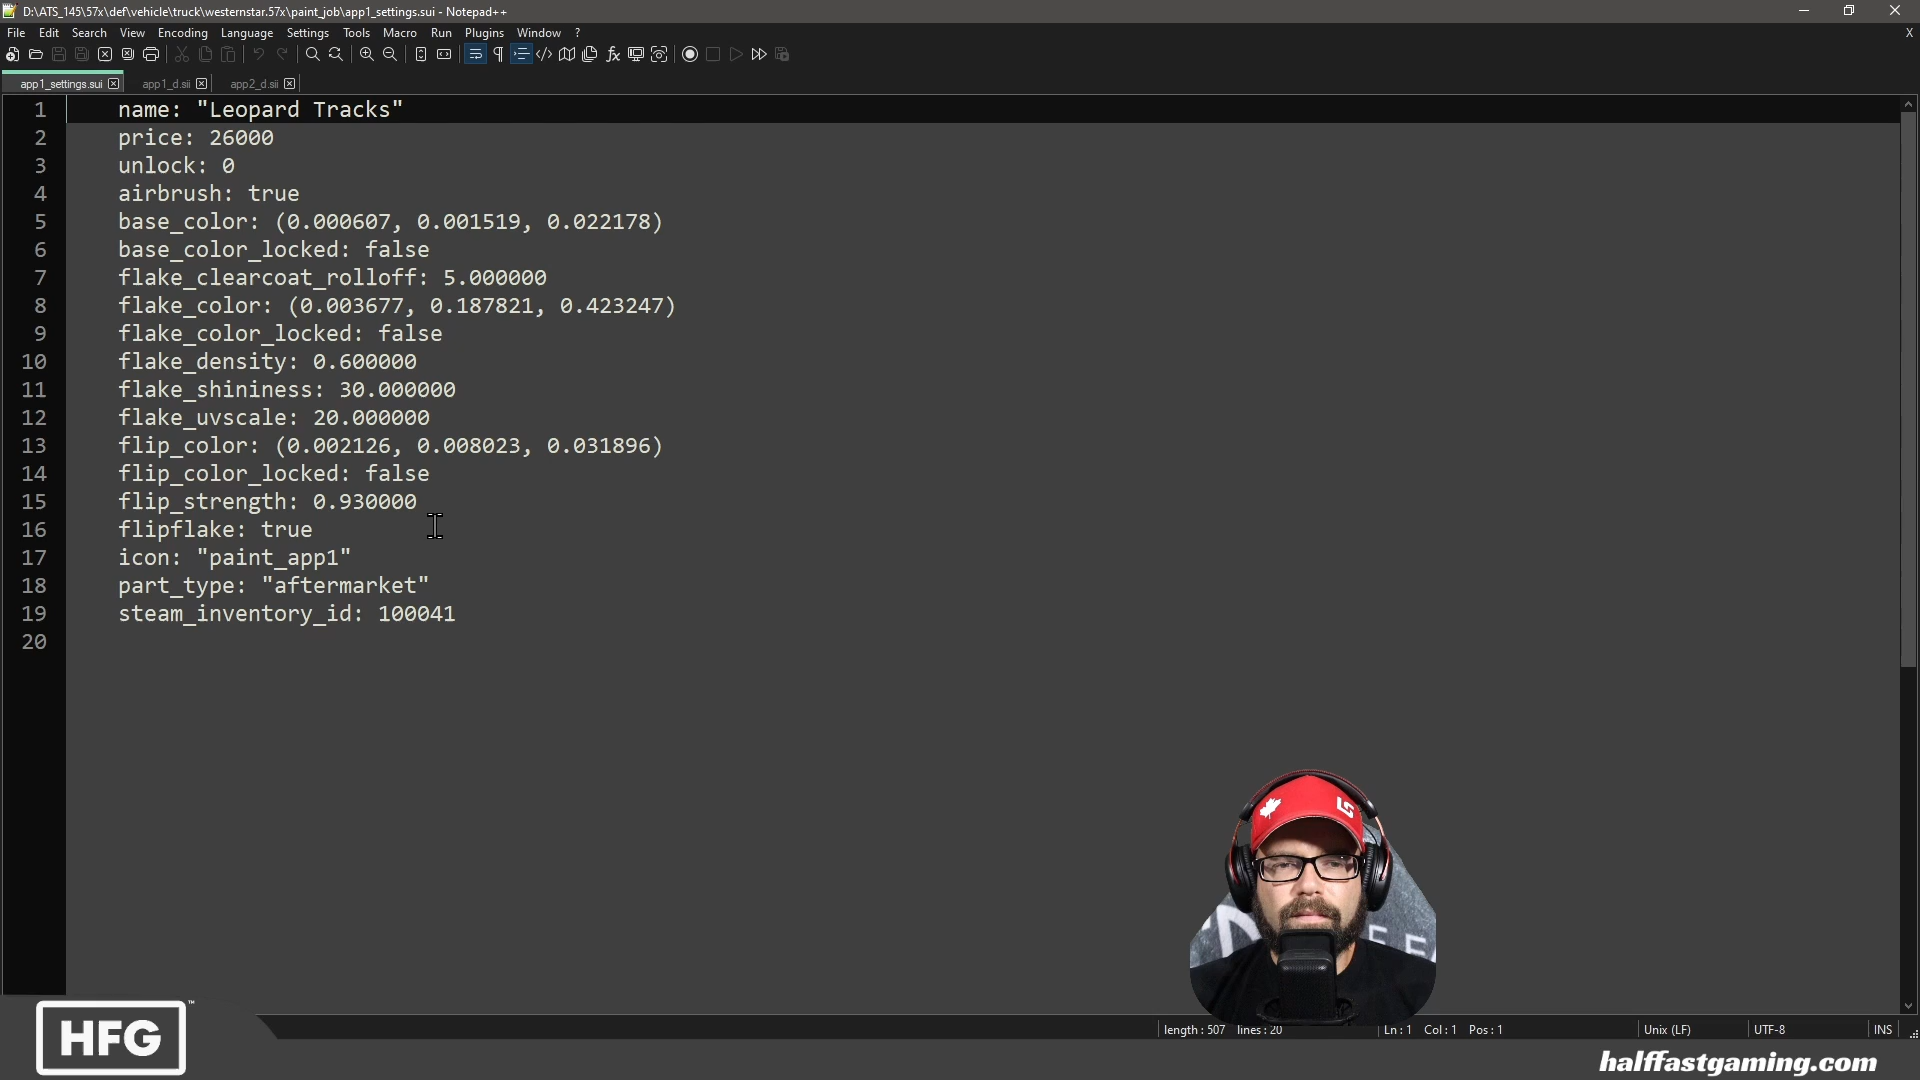 D:\ATS_145\57x\def\vehicle\truck\westernstar.57x\paint_job\app1_settings.sui - Notepad++
File Edit Search View Encoding Language Settings Tools Macro Run Plugins Window ? X
app1_settings.sui app1_d.sii app2_d.sii
1 name: "Leopard Tracks"
2 price: 26000
3 unlock: 0
4 airbrush: true
5 base_color: (0.000607, 0.001519, 0.022178)
6 base_color_locked: false
7 flake_clearcoat_rolloff: 5.000000
8 flake_color: (0.003677, 0.187821, 0.423247)
9 flake_color_locked: false
10 flake_density: 0.600000
11 flake_shininess: 30.000000
12 flake_uvscale: 20.000000
13 flip_color: (0.002126, 0.008023, 0.031896)
14 flip_color_locked: false
15 flip_strength: 0.930000
16 flipflake: true
17 icon: "paint_app1"
18 part_type: "aftermarket"
19 steam_inventory_id: 100041
20
HFG™
length : 507 lines : 20 Ln : 1 Col : 1 Pos : 1 Unix (LF) UTF-8 INS
halffastgaming.com